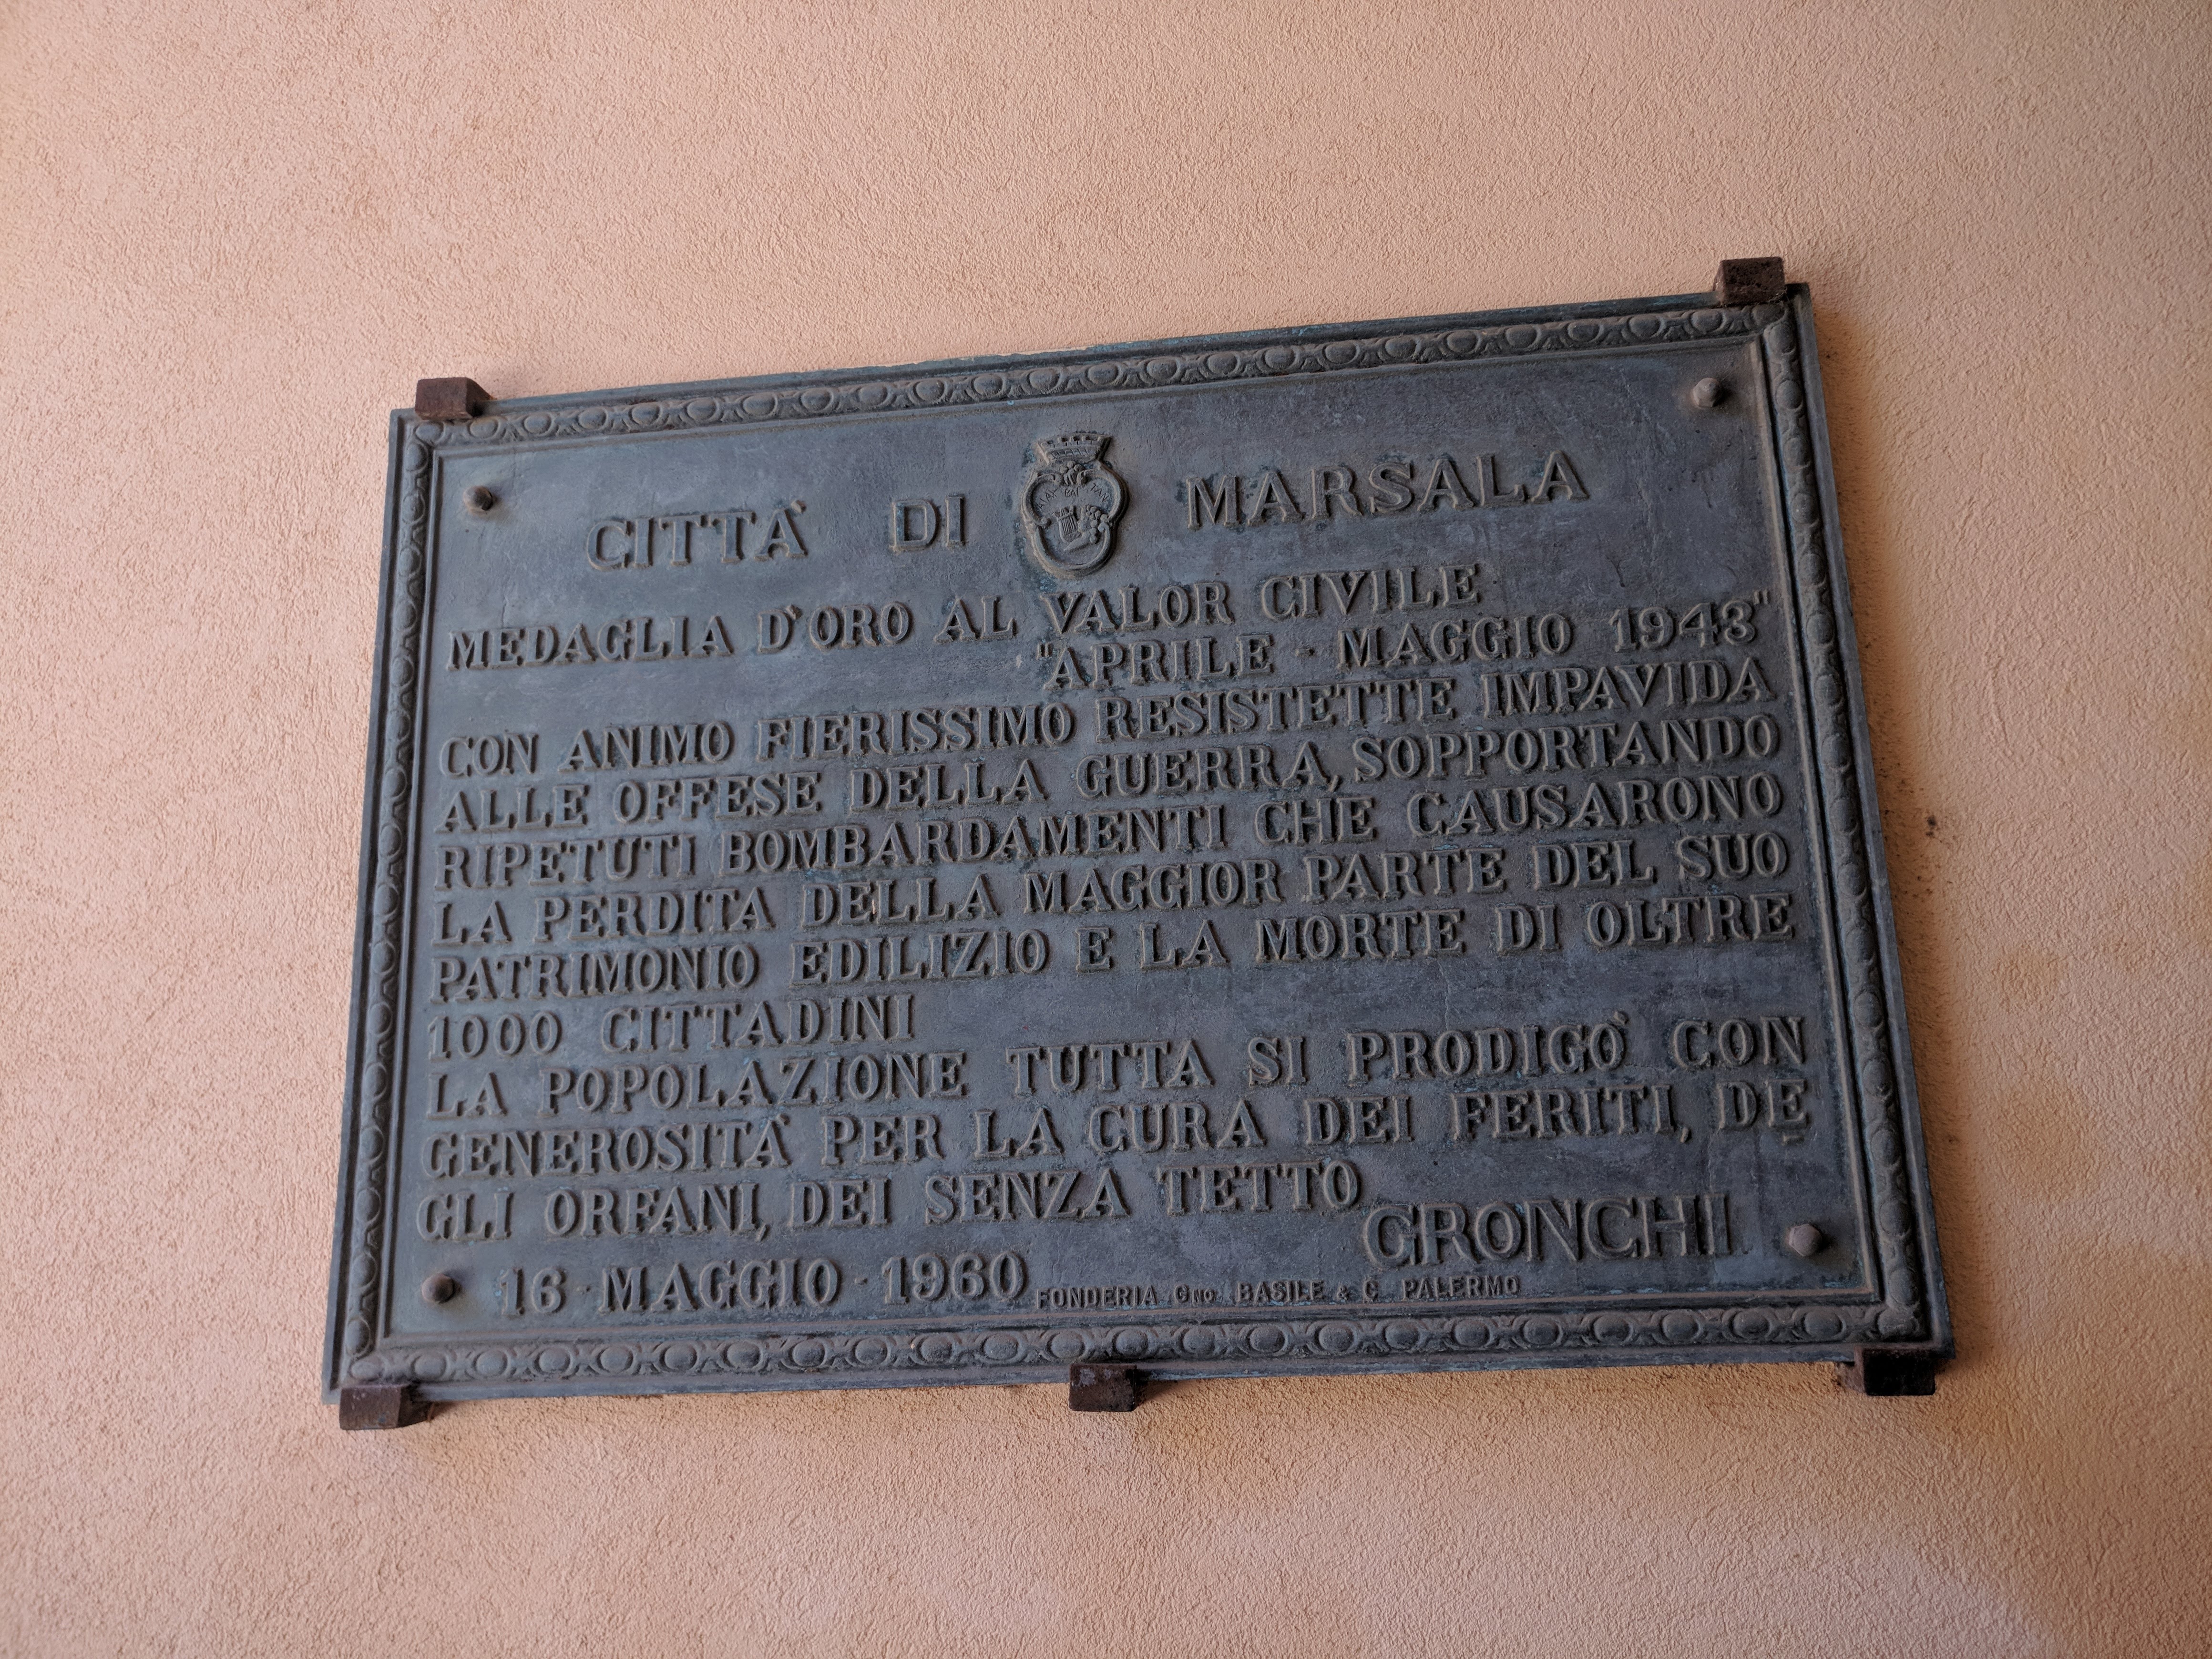 CITTÀ DI MARSALA
MEDAGLIA D'ORO AL VALOR CIVILE
"APRILE - MAGGIO 1943"
CON ANIMO FIERISSIMO RESISTETTE IMPAVIDA
ALLE OFFESE DELLA GUERRA, SOPPORTANDO
RIPETUTI BOMBARDAMENTI CHE CAUSARONO
LA PERDITA DELLA MAGGIOR PARTE DEL SUO
PATRIMONIO EDILIZIO E LA MORTE DI OLTRE
1000 CITTADINI
LA POPOLAZIONE TUTTA SI PRODIGÒ CON
GENEROSITÀ PER LA CURA DEI FERITI, DE
GLI ORFANI, DEI SENZA TETTO
GRONCHI
16 - MAGGIO - 1960
FONDERIA Gno. BASILE & C. PALERMO